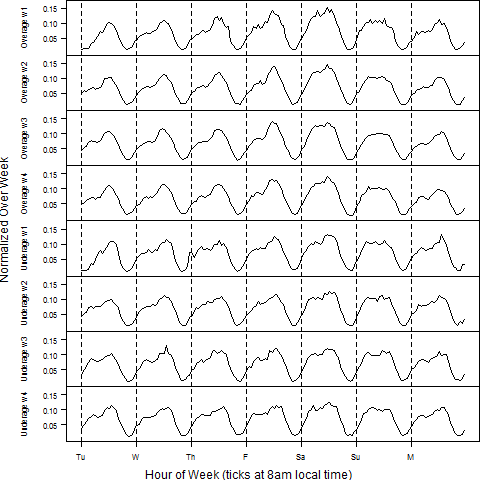 Normalized Over Week
Overage w1
0.15
0.10
0.05
Overage w2
0.15
0.10
0.05
Overage w3
0.15
0.10
0.05
Overage w4
0.15
0.10
0.05
Underage w1
0.15
0.10
0.05
Underage w2
0.15
0.10
0.05
Underage w3
0.15
0.10
0.05
Underage w4
0.15
0.10
0.05
Tu W Th F Sa Su M
Hour of Week (ticks at 8am local time)